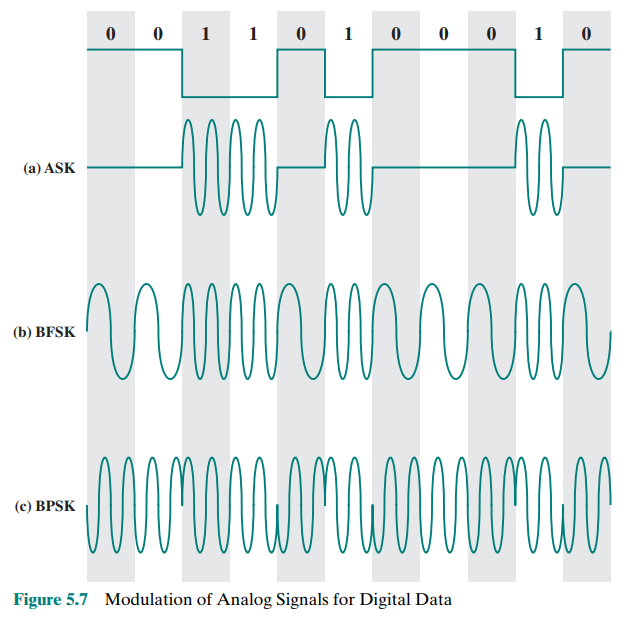 0 0 1 1 0 1 0 0 0 1 0
(a) ASK
(b) BFSK
(c) BPSK
Figure 5.7 Modulation of Analog Signals for Digital Data